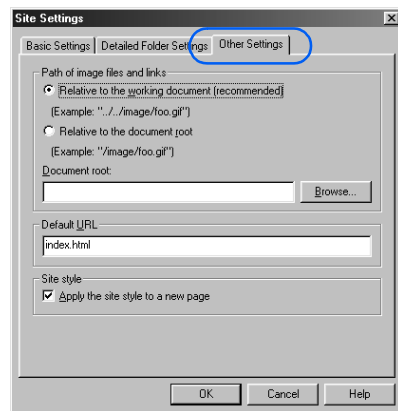 Site Settings
Basic Settings Detailed Folder Settings Other Settings
Path of image files and links
Relative to the working document (recommended)
(Example: "../../image/foo.gif")
Relative to the document root
(Example: "/image/foo.gif")
Document root:
Browse...
Default URL
index.html
Site style
Apply the site style to a new page
OK Cancel Help